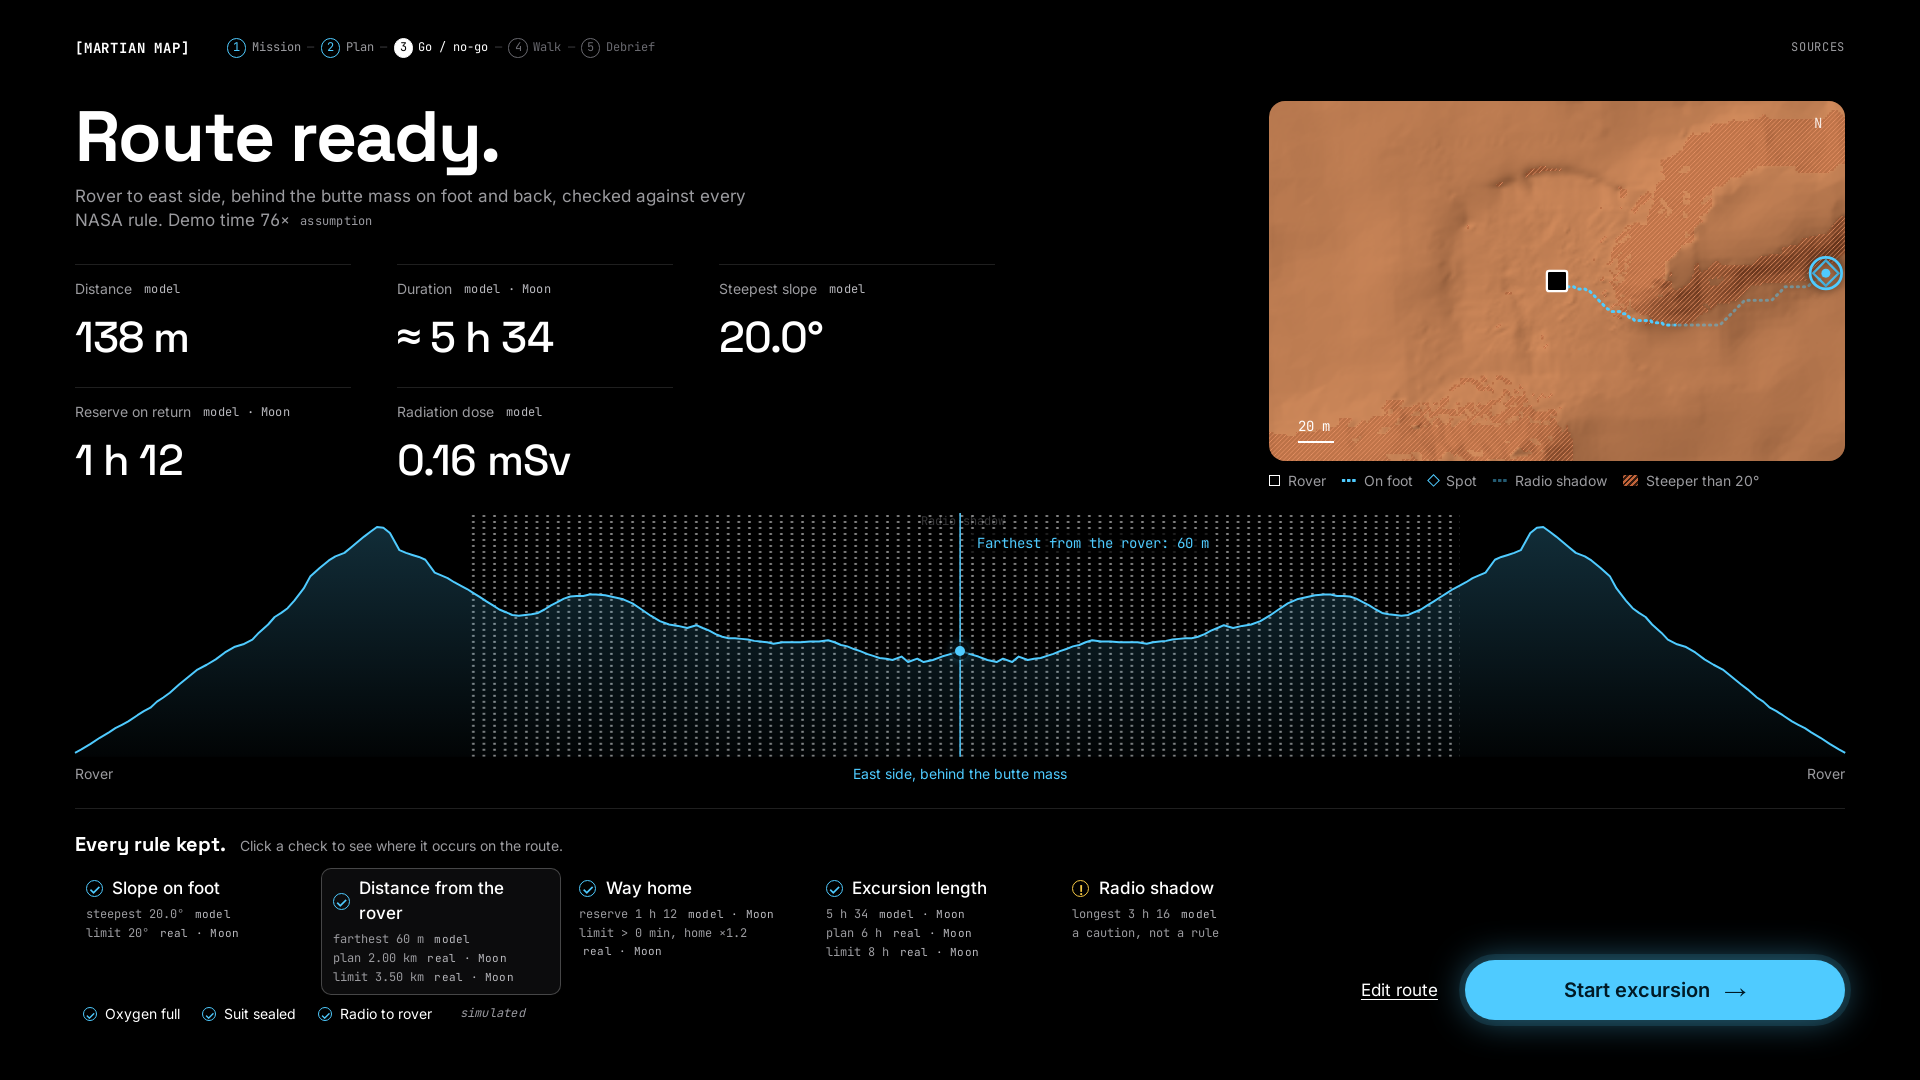 [MARTIAN MAP] 1 Mission – 2 Plan – 3 Go / no-go – 4 Walk – 5 Debrief SOURCES
Route ready.
Rover to east side, behind the butte mass on foot and back, checked against every
NASA rule. Demo time 76× assumption
Distance model
138 m
Duration model · Moon
≈ 5 h 34
Steepest slope model
20.0°
Reserve on return model · Moon
1 h 12
Radiation dose model
0.16 mSv
N
20 m
Rover On foot Spot Radio shadow Steeper than 20°
Radio shadow
Farthest from the rover: 60 m
Rover East side, behind the butte mass Rover
Every rule kept. Click a check to see where it occurs on the route.
Slope on foot
steepest 20.0° model
limit 20° real · Moon
Distance from the
rover
farthest 60 m model
plan 2.00 km real · Moon
limit 3.50 km real · Moon
Way home
reserve 1 h 12 model · Moon
limit > 0 min, home ×1.2
real · Moon
Excursion length
5 h 34 model · Moon
plan 6 h real · Moon
limit 8 h real · Moon
! Radio shadow
longest 3 h 16 model
a caution, not a rule
Oxygen full Suit sealed Radio to rover simulated
Edit route
Start excursion →